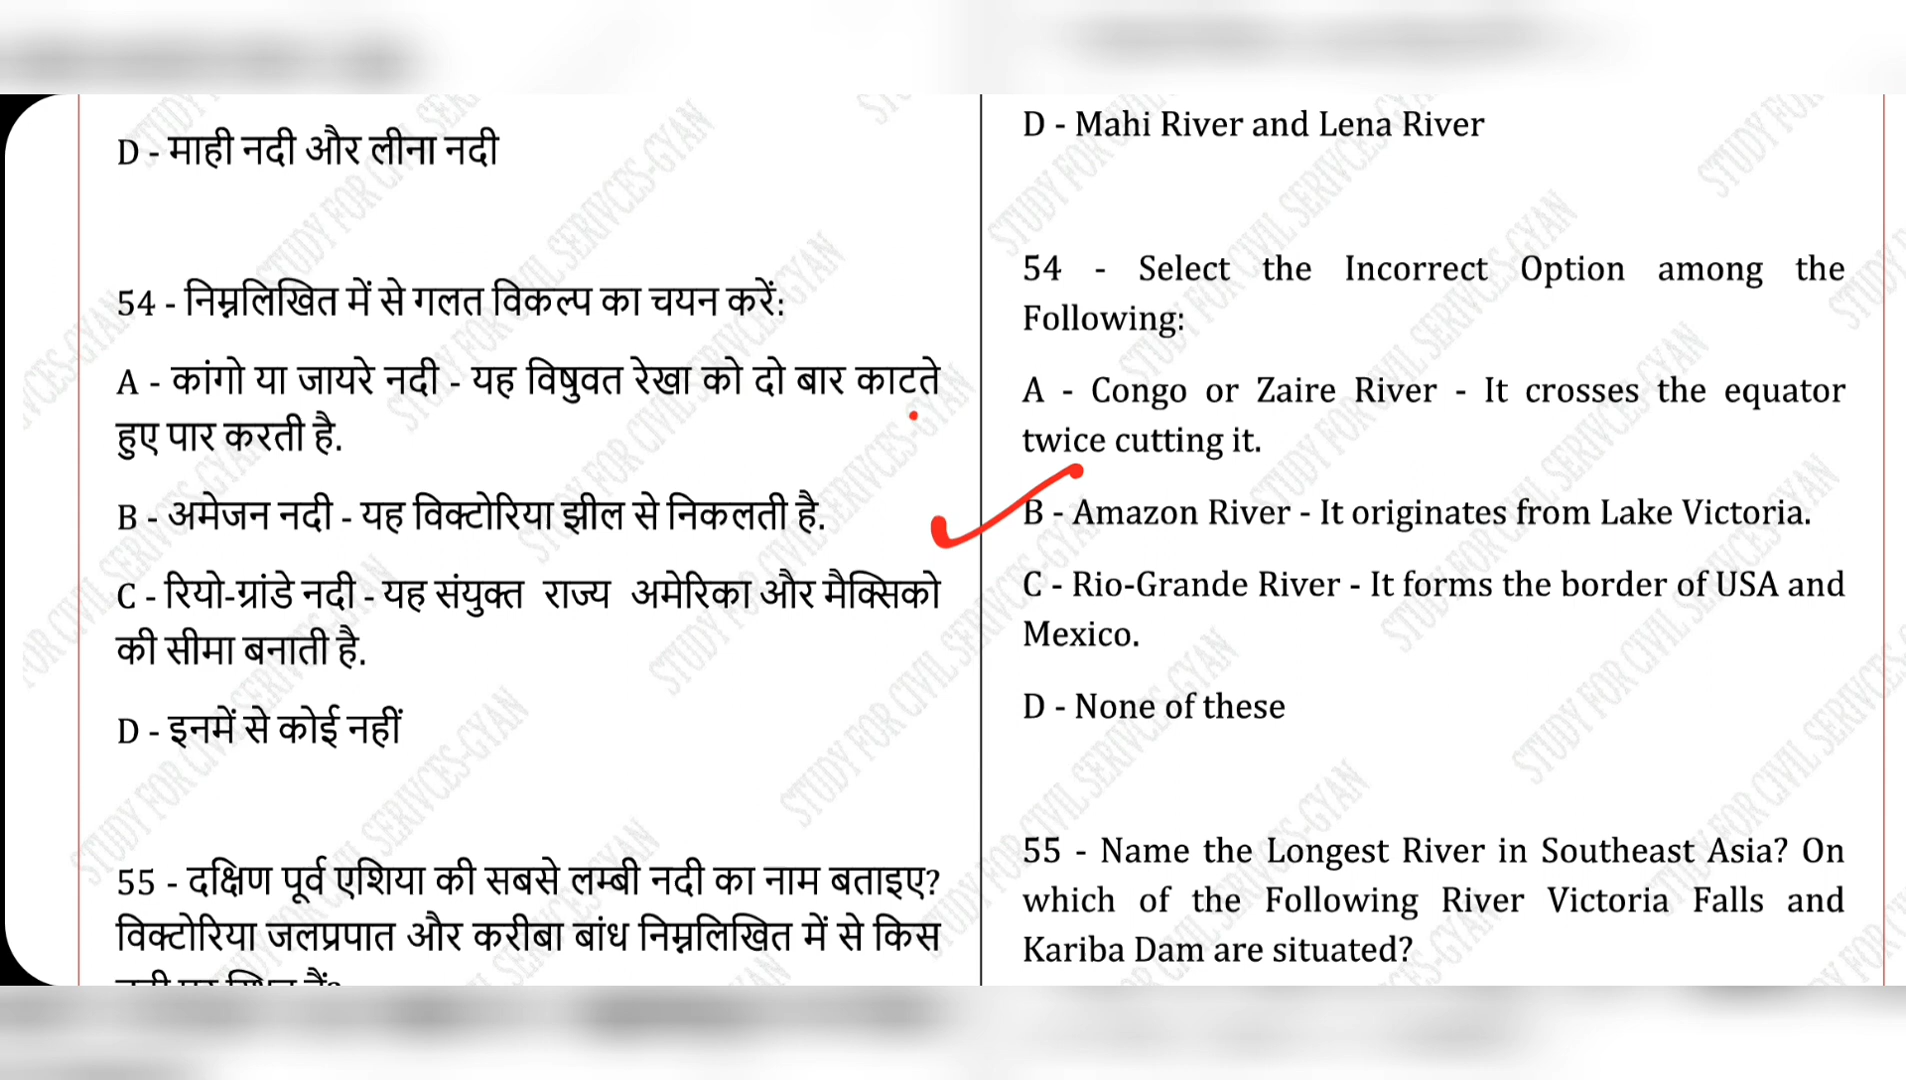 D - माही नदी और लीना नदी
54 - निम्नलिखित में से गलत विकल्प का चयन करें:
A - कांगो या जायरे नदी - यह विषुवत रेखा को दो बार काटते
हुए पार करती है.
B - अमेजन नदी - यह विक्टोरिया झील से निकलती है.
C - रियो-ग्रांडे नदी - यह संयुक्त राज्य अमेरिका और मैक्सिको
की सीमा बनाती है.
D - इनमें से कोई नहीं
55 - दक्षिण पूर्व एशिया की सबसे लम्बी नदी का नाम बताइए?
विक्टोरिया जलप्रपात और करीबा बांध निम्नलिखित में से किस
D - Mahi River and Lena River
54 - Select the Incorrect Option among the
Following:
A - Congo or Zaire River - It crosses the equator
twice cutting it.
B - Amazon River - It originates from Lake Victoria.
C - Rio-Grande River - It forms the border of USA and
Mexico.
D - None of these
55 - Name the Longest River in Southeast Asia? On
which of the Following River Victoria Falls and
Kariba Dam are situated?
STUDY FOR CIVIL SERIVCES-GYAN